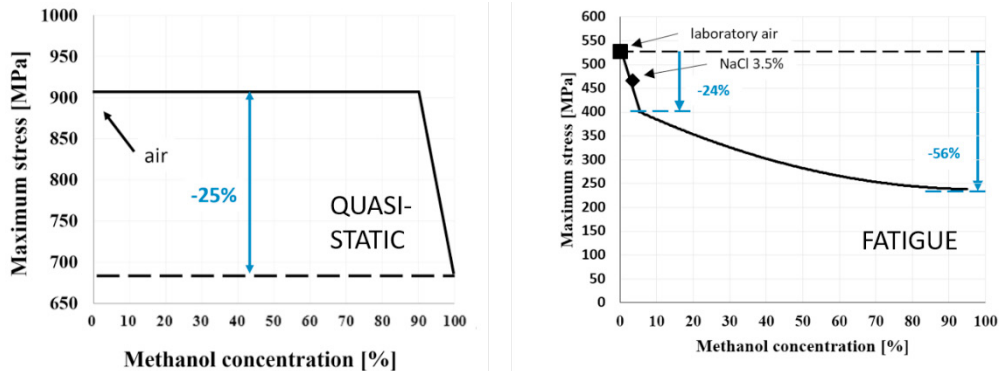 1000
950
900
850
800
750
700
650
Maximum stress [MPa]
air
-25%
QUASI-
STATIC
0 10 20 30 40 50 60 70 80 90 100
Methanol concentration [%]
600
550
500
450
400
350
300
250
200
150
100
50
0
Maximum stress [MPa]
laboratory air
NaCl 3.5%
-24%
-56%
FATIGUE
0 10 20 30 40 50 60 70 80 90 100
Methanol concentration [%]